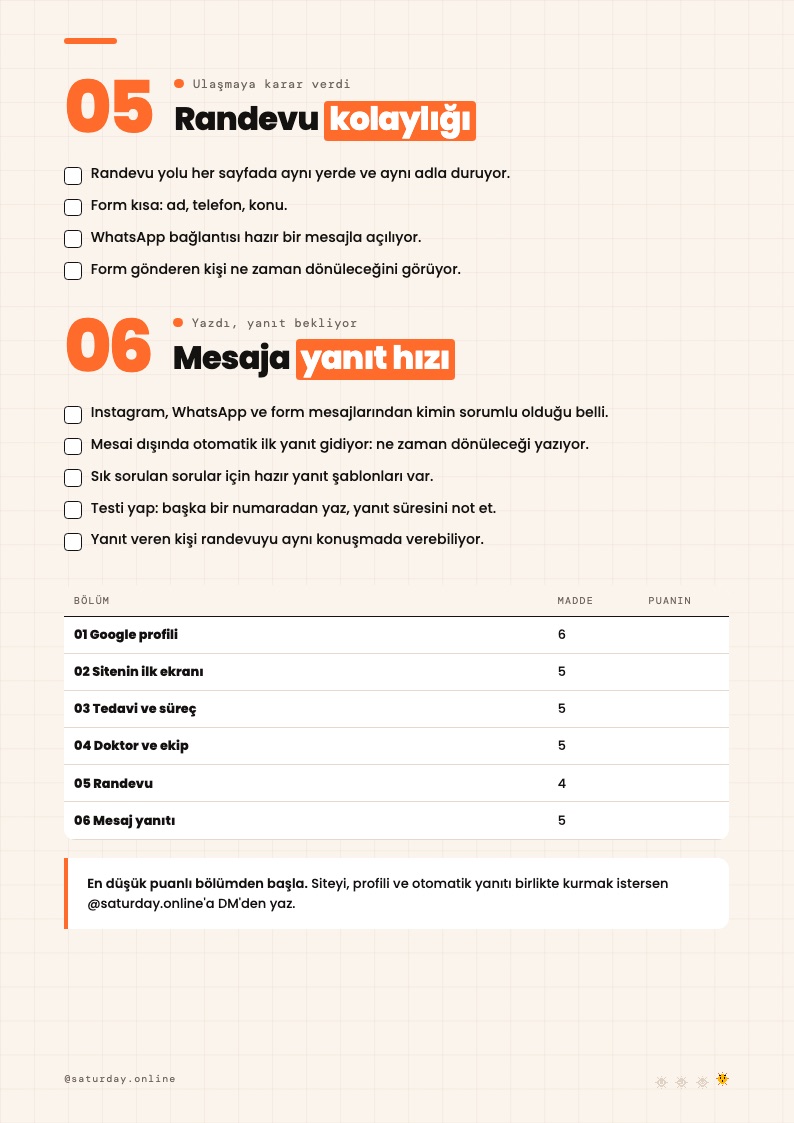 05
Ulaşmaya karar verdi
Randevu kolaylığı
Randevu yolu her sayfada aynı yerde ve aynı adla duruyor.
Form kısa: ad, telefon, konu.
WhatsApp bağlantısı hazır bir mesajla açılıyor.
Form gönderen kişi ne zaman dönüleceğini görüyor.
06
Yazdı, yanıt bekliyor
Mesaja yanıt hızı
Instagram, WhatsApp ve form mesajlarından kimin sorumlu olduğu belli.
Mesai dışında otomatik ilk yanıt gidiyor: ne zaman dönüleceği yazıyor.
Sık sorulan sorular için hazır yanıt şablonları var.
Testi yap: başka bir numaradan yaz, yanıt süresini not et.
Yanıt veren kişi randevuyu aynı konuşmada verebiliyor.
BÖLÜM MADDE PUANIN
01 Google profili 6
02 Sitenin ilk ekranı 5
03 Tedavi ve süreç 5
04 Doktor ve ekip 5
05 Randevu 4
06 Mesaj yanıtı 5
En düşük puanlı bölümden başla. Siteyi, profili ve otomatik yanıtı birlikte kurmak istersen
@saturday.online'a DM'den yaz.
@saturday.online